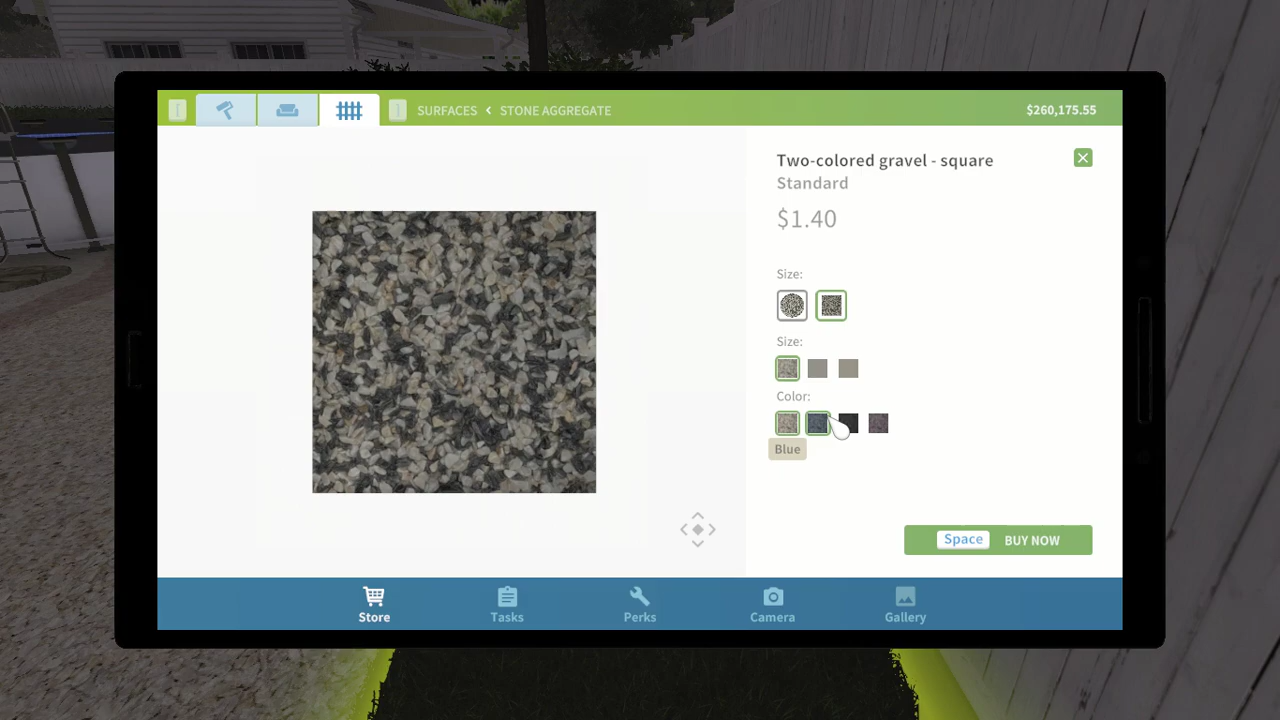 SURFACES < STONE AGGREGATE
$260,175.55
Two-colored gravel - square
Standard
$1.40
Size:
Size:
Color:
Blue
Space BUY NOW
Store
Tasks
Perks
Camera
Gallery